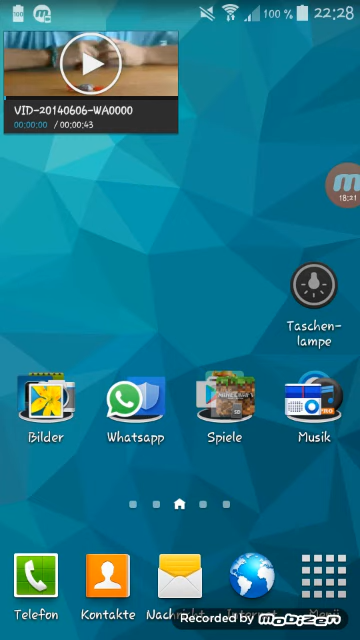 100 % 22:28
VID-20140606-WA0000
00:00:00 / 00:00:43
18:21
Taschen-
lampe
Bilder Whatsapp Spiele Musik
Telefon Kontakte
Recorded by mobizen